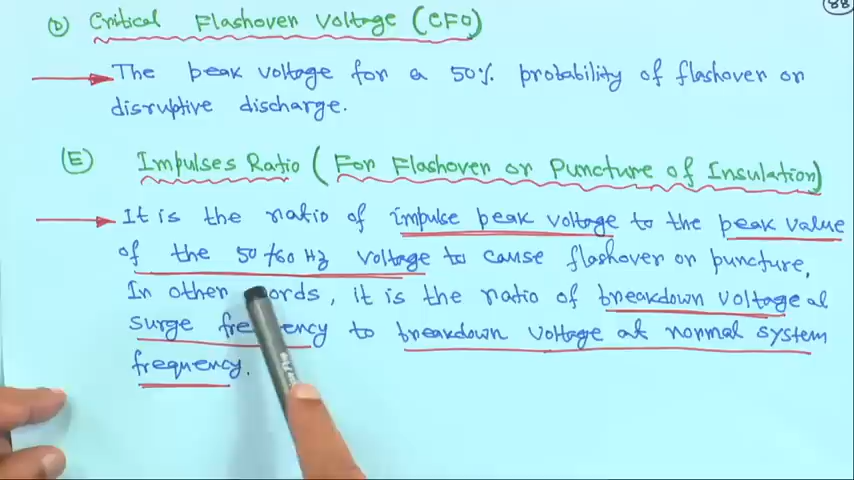 88
(D) Critical Flashover Voltage (CFO)
The peak voltage for a 50% probability of flashover or
disruptive discharge.
(E) Impulses Ratio (For Flashover or Puncture of Insulation)
It is the ratio of impulse peak voltage to the peak value
of the 50/60 Hz voltage to cause flashover or puncture.
In other words, it is the ratio of breakdown voltage at
surge frequency to breakdown voltage at normal system
frequency.